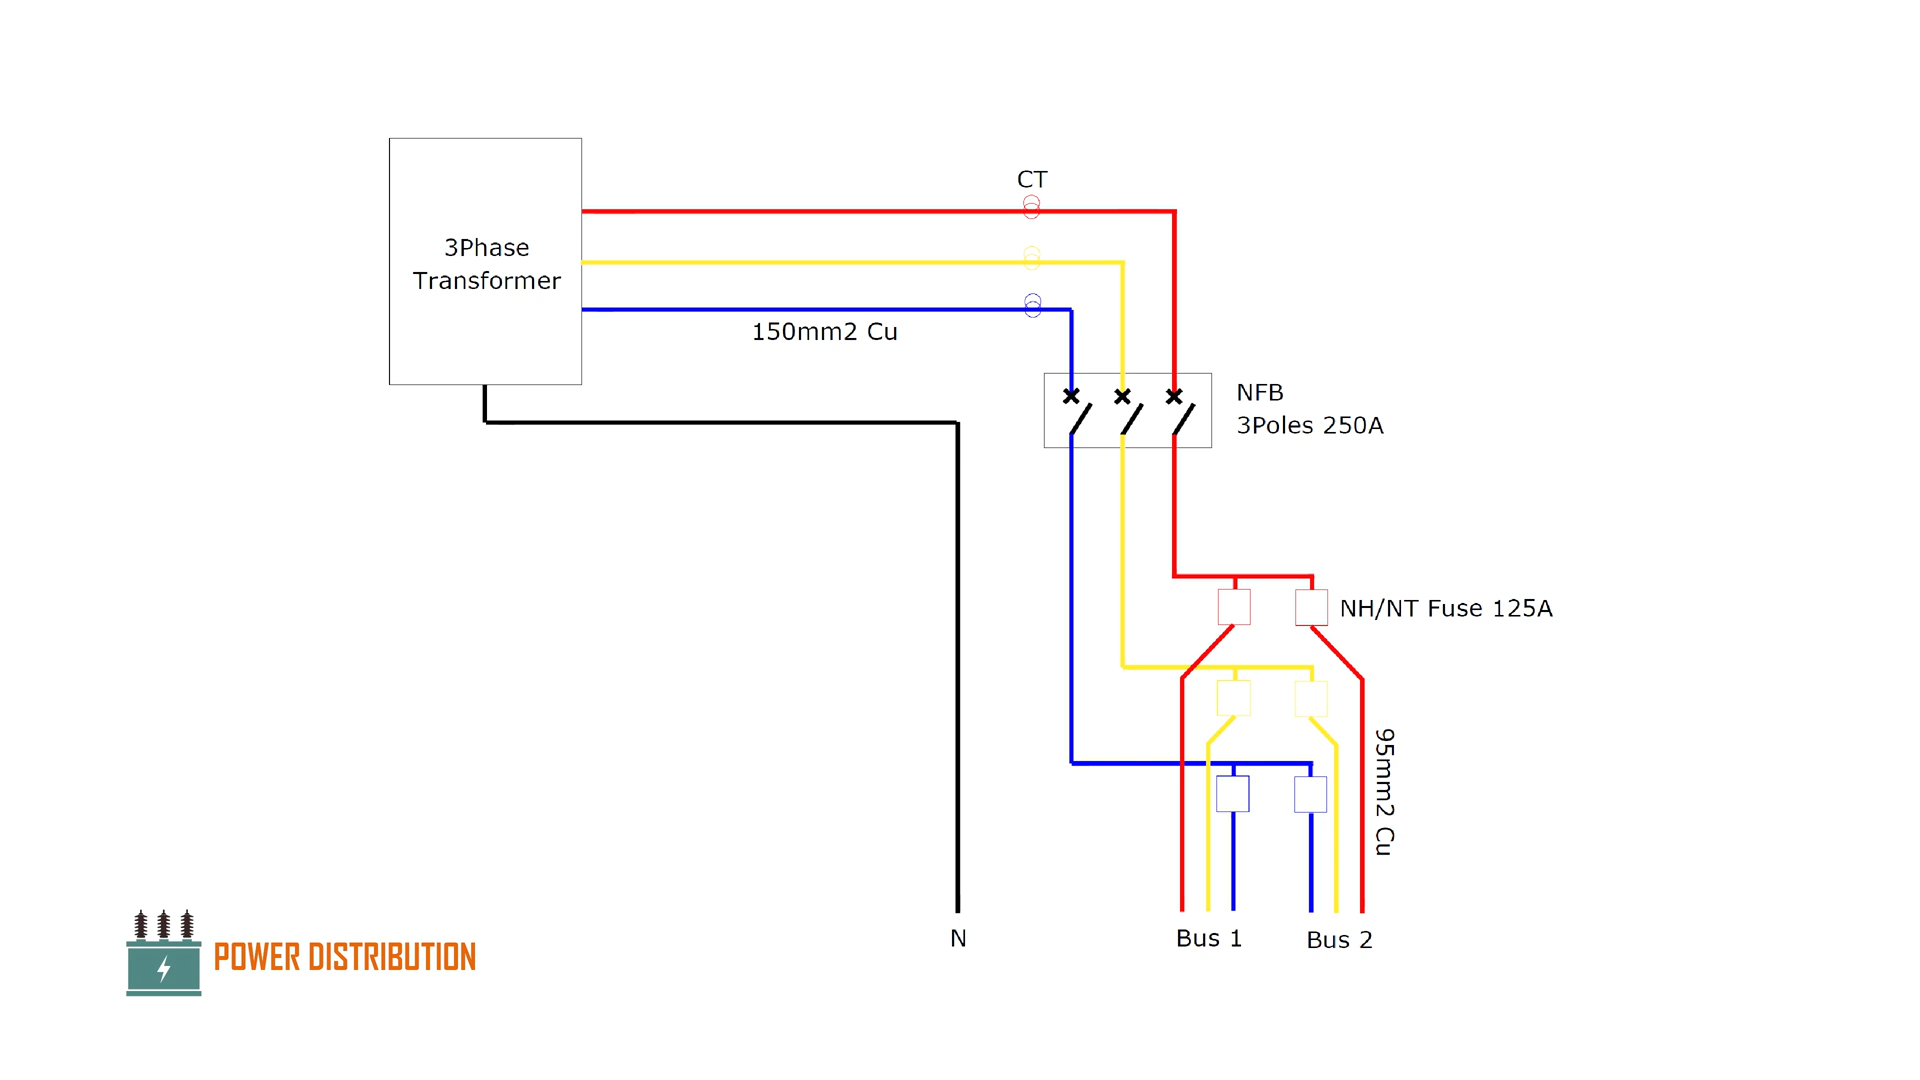 CT
3Phase
Transformer
150mm2 Cu
NFB
3Poles 250A
NH/NT Fuse 125A
95mm2 Cu
N
Bus 1
Bus 2
POWER DISTRIBUTION